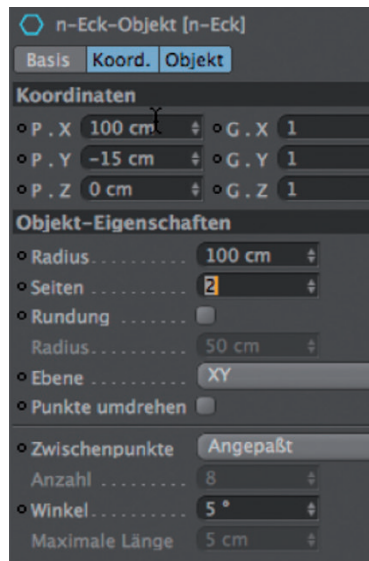 n-Eck-Objekt [n-Eck]
Basis Koord. Objekt
Koordinaten
P . X 100 cm G . X 1
P . Y -15 cm G . Y 1
P . Z 0 cm G . Z 1
Objekt-Eigenschaften
Radius......... 100 cm
Seiten ......... 2
Rundung .......
Radius......... 50 cm
Ebene .......... XY
Punkte umdrehen
Zwischenpunkte Angepaßt
Anzahl ......... 8
Winkel.......... 5 °
Maximale Länge 5 cm